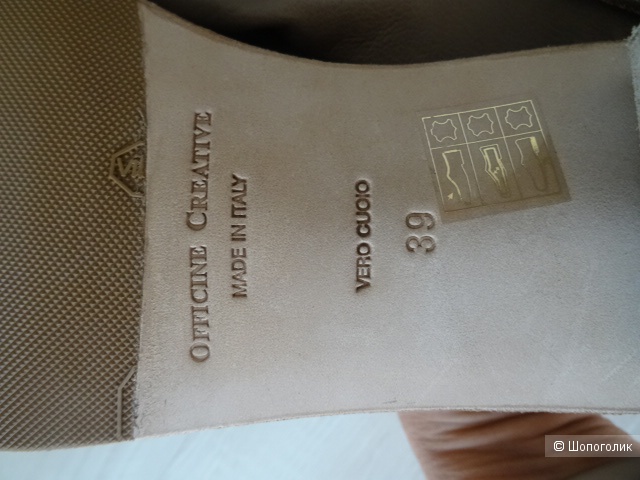 OFFICINE CREATIVE
MADE IN ITALY
VERO CUOIO
39
© Шопоголик